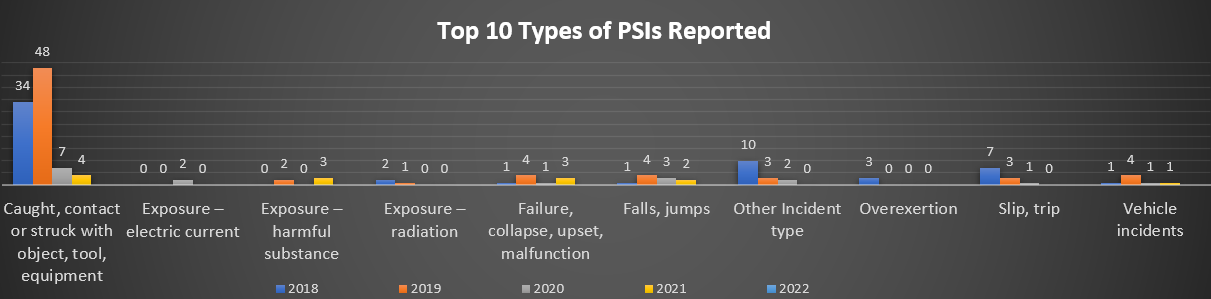 Top 10 Types of PSIs Reported
34 48 7 4
0 0 2 0
0 2 0 3
2 1 0 0
1 4 1 3
1 4 3 2
10 3 2 0
3 0 0 0
7 3 1 0
1 4 1 1
Caught, contact
or struck with
object, tool,
equipment
Exposure –
electric current
Exposure –
harmful
substance
Exposure –
radiation
Failure,
collapse, upset,
malfunction
Falls, jumps
Other Incident
type
Overexertion
Slip, trip
Vehicle
incidents
2018 2019 2020 2021 2022